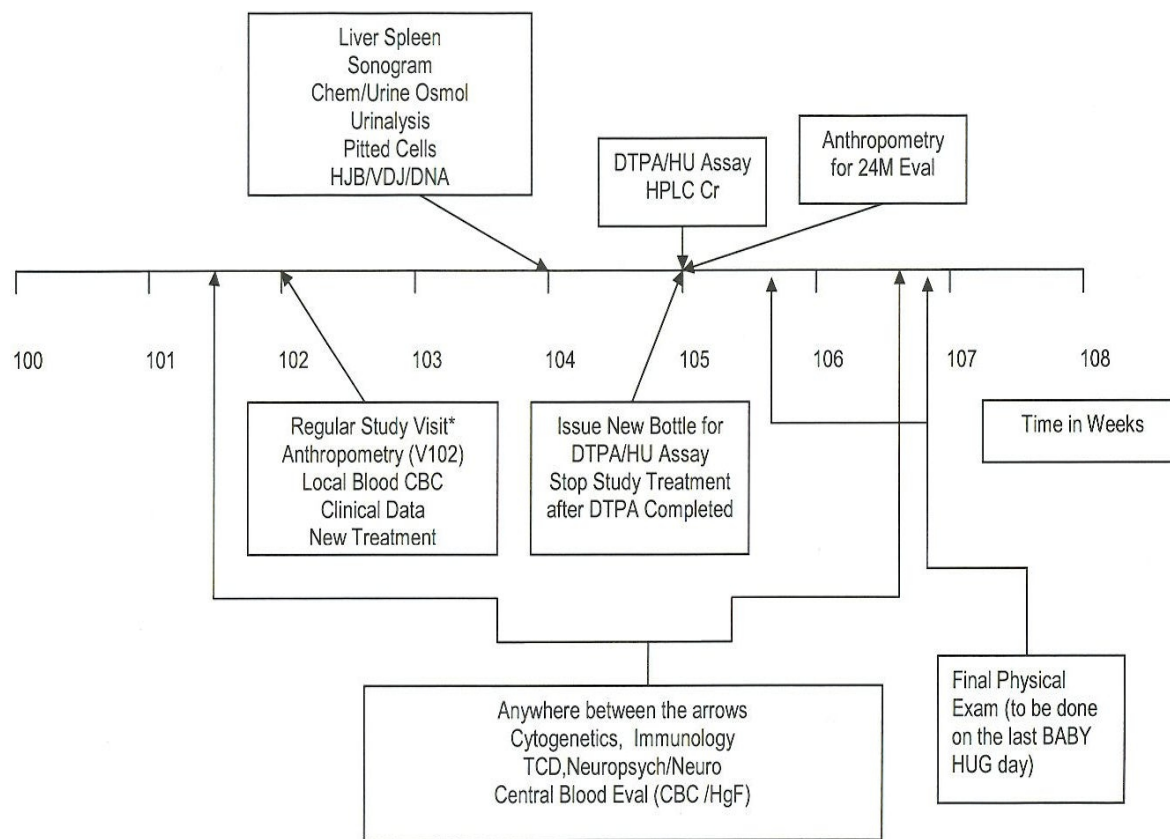 Liver Spleen
Sonogram
Chem/Urine Osmol
Urinalysis
Pitted Cells
HJB/VDJ/DNA
DTPA/HU Assay
HPLC Cr
Anthropometry
for 24M Eval
100 101 102 103 104 105 106 107 108
Regular Study Visit*
Anthropometry (V102)
Local Blood CBC
Clinical Data
New Treatment
Issue New Bottle for
DTPA/HU Assay
Stop Study Treatment
after DTPA Completed
Time in Weeks
Anywhere between the arrows
Cytogenetics, Immunology
TCD,Neuropsych/Neuro
Central Blood Eval (CBC /HgF)
Final Physical
Exam (to be done
on the last BABY
HUG day)